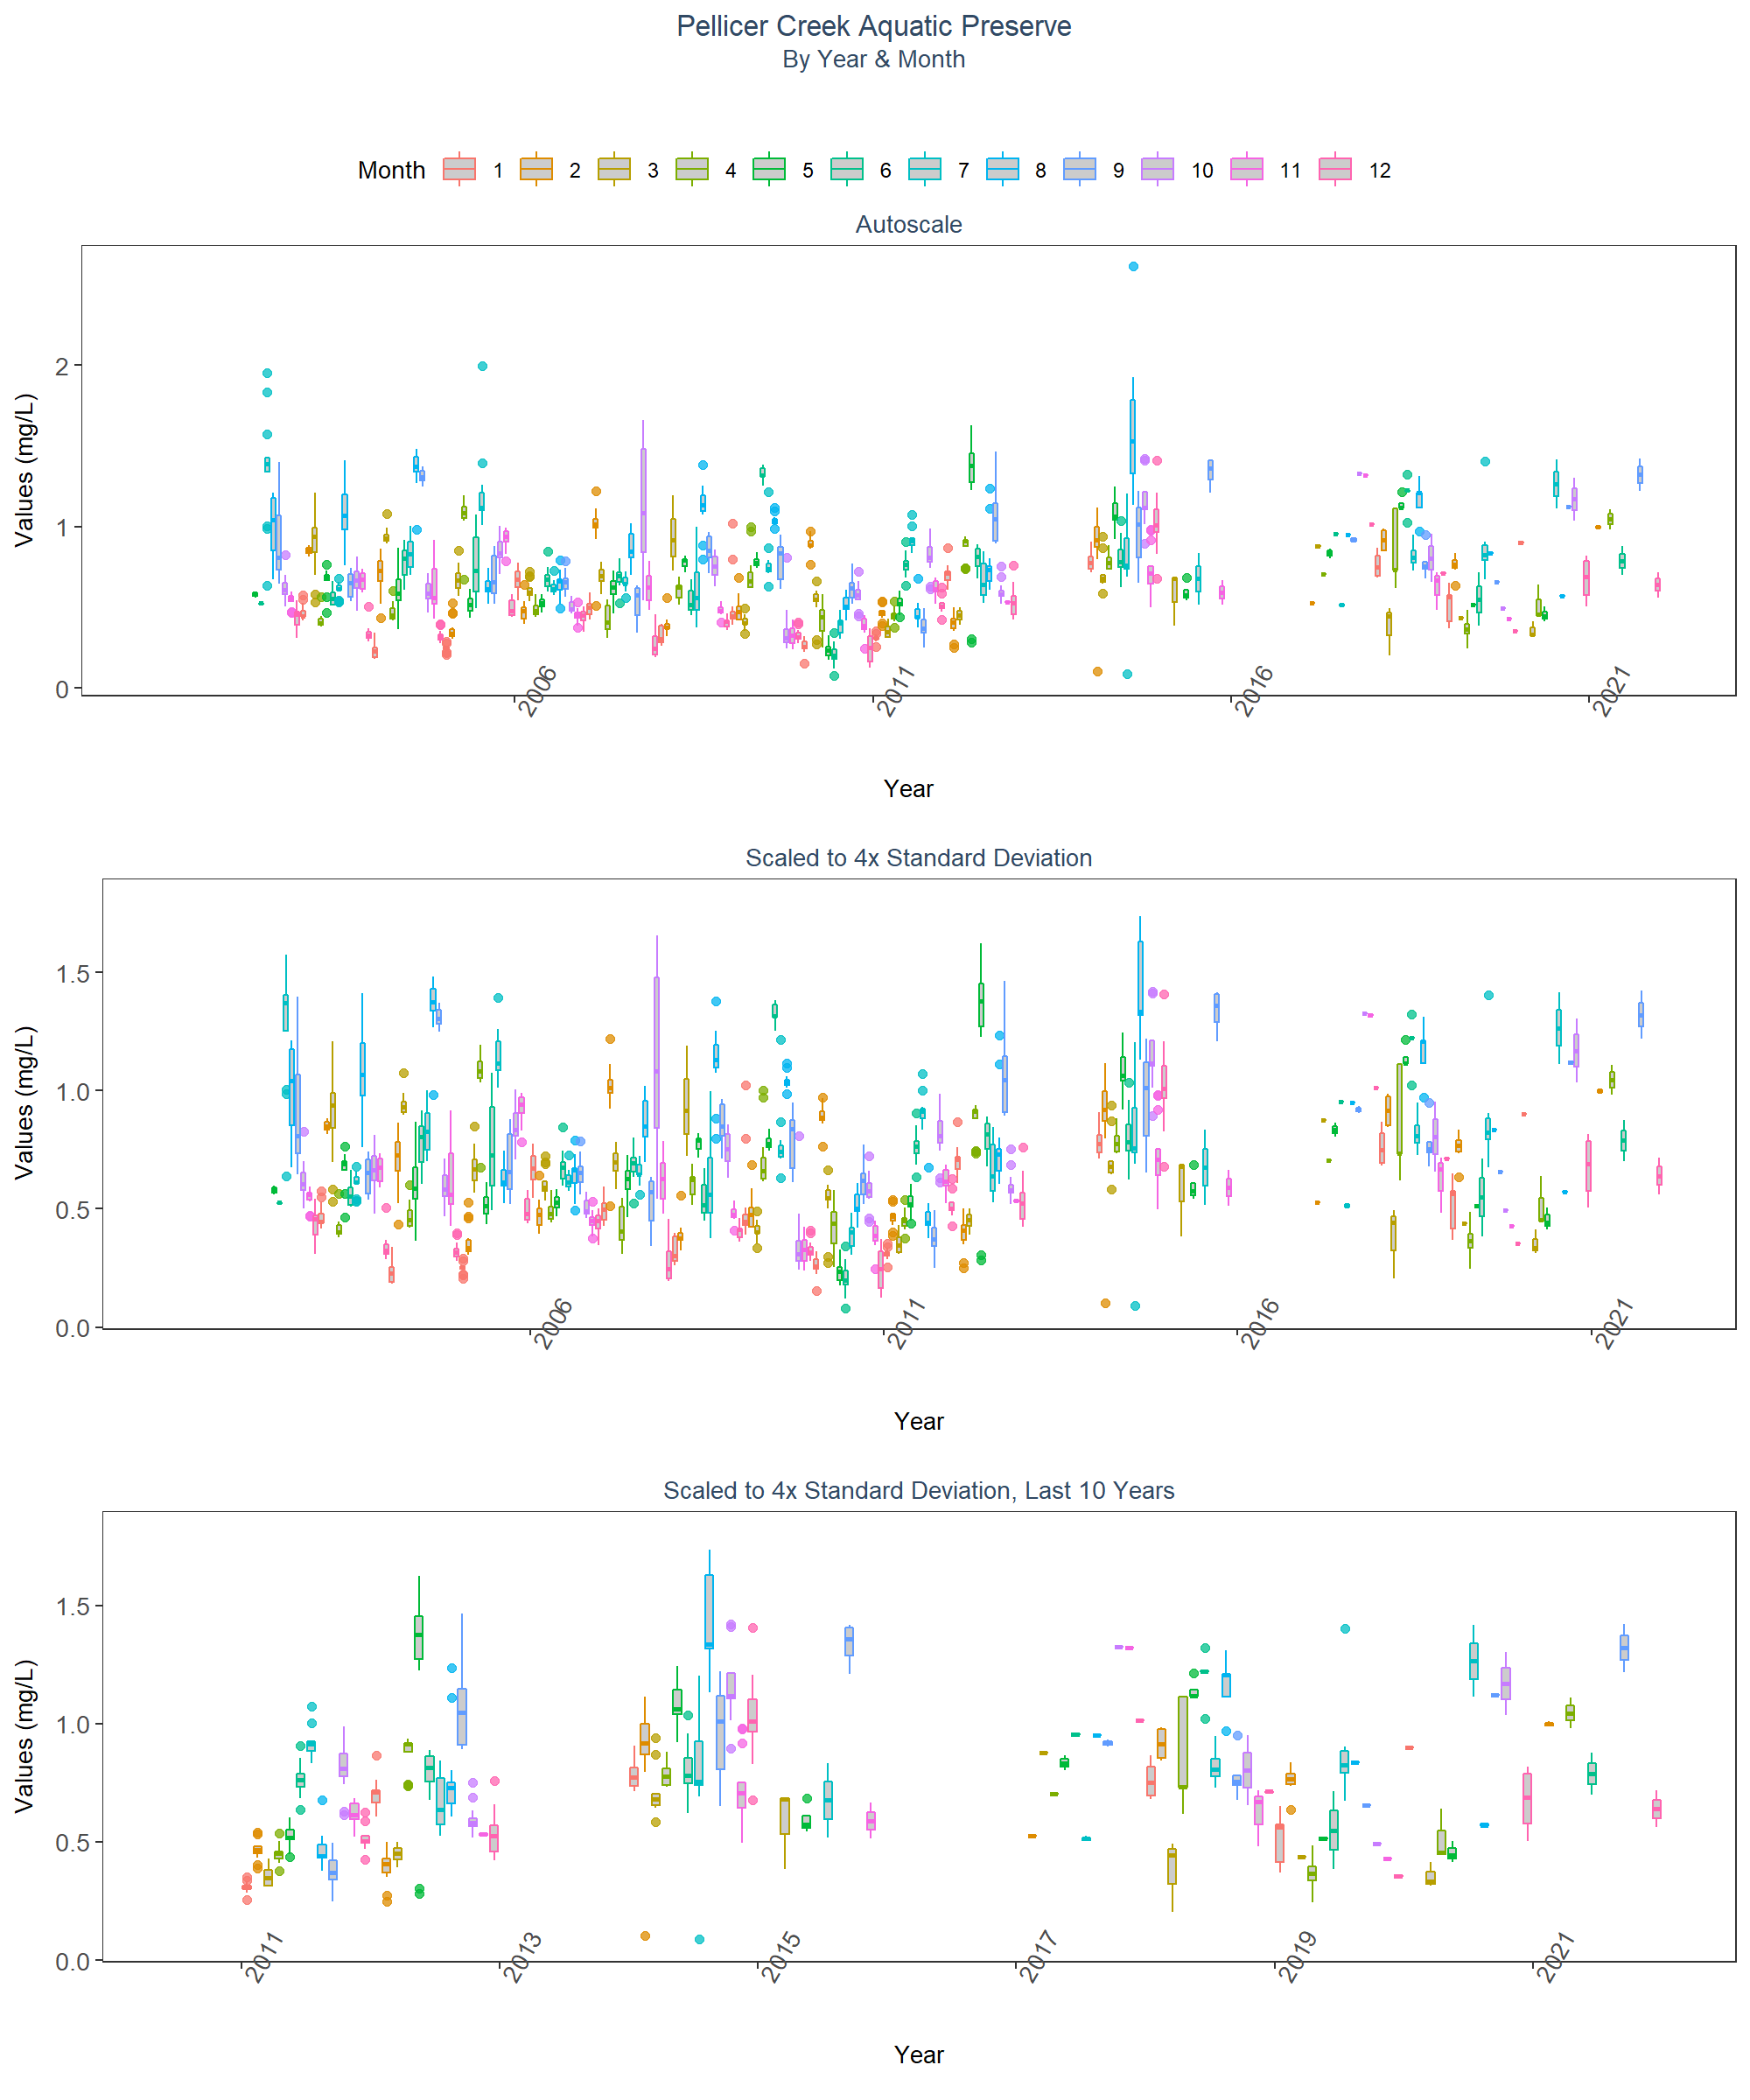 Pellicer Creek Aquatic Preserve
By Year & Month
Month 1 2 3 4 5 6 7 8 9 10 11 12
Autoscale
Values (mg/L)
2
1
0
2006 2011 2016 2021
Year
Scaled to 4x Standard Deviation
Values (mg/L)
1.5
1.0
0.5
0.0
2006 2011 2016 2021
Year
Scaled to 4x Standard Deviation, Last 10 Years
Values (mg/L)
1.5
1.0
0.5
0.0
2011 2013 2015 2017 2019 2021
Year